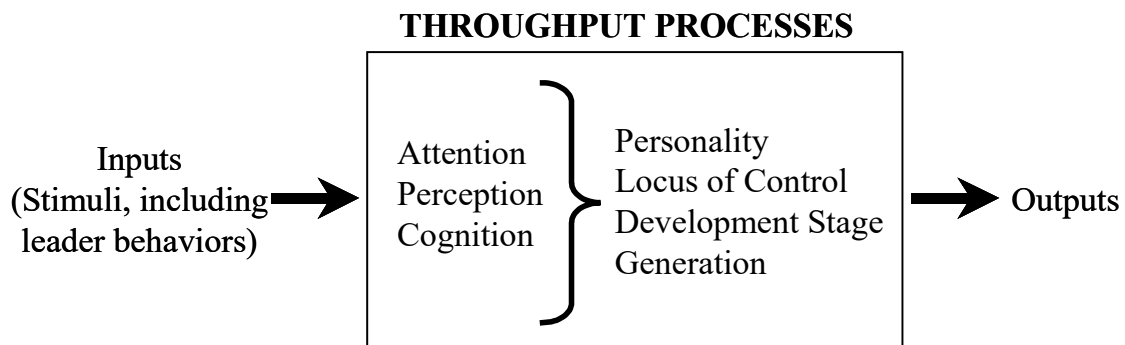 THROUGHPUT PROCESSES
Inputs
(Stimuli, including
leader behaviors)
Attention
Perception
Cognition
Personality
Locus of Control
Development Stage
Generation
Outputs